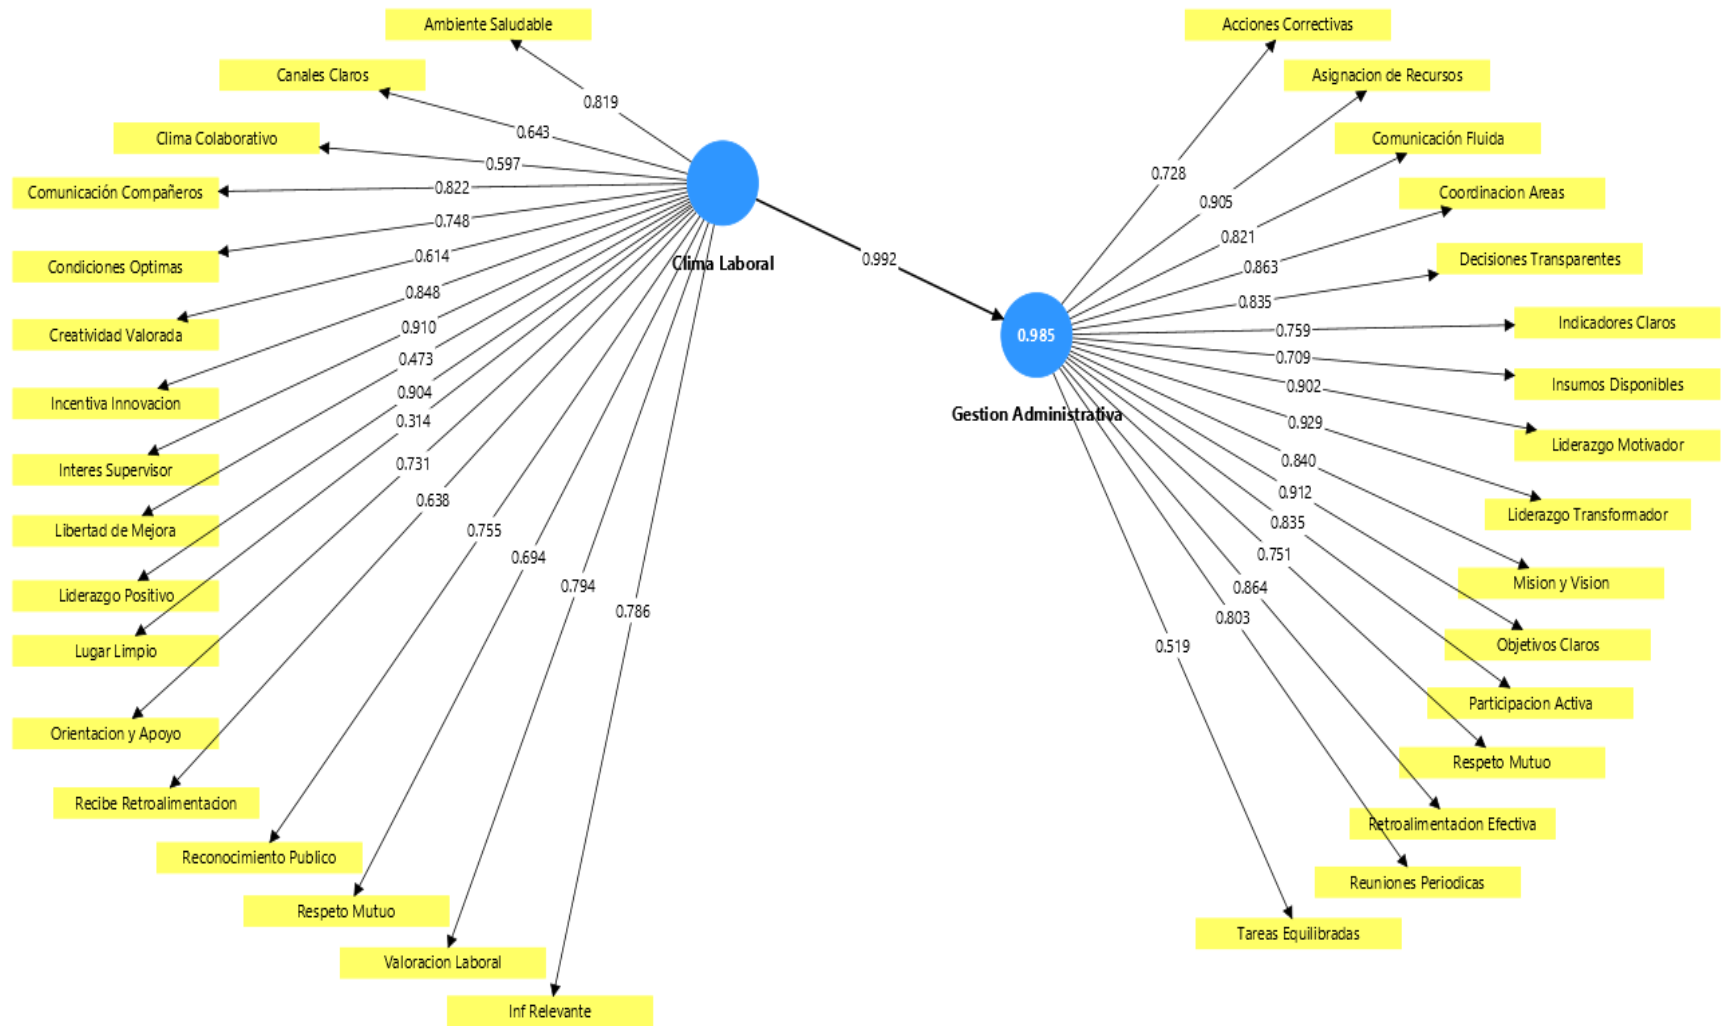 Ambiente Saludable
Canales Claros
Clima Colaborativo
Comunicación Compañeros
Condiciones Optimas
Creatividad Valorada
Incentiva Innovacion
Interes Supervisor
Libertad de Mejora
Liderazgo Positivo
Lugar Limpio
Orientacion y Apoyo
Recibe Retroalimentacion
Reconocimiento Publico
Respeto Mutuo
Valoracion Laboral
Inf Relevante
0.819
0.643
0.597
0.822
0.748
0.614
0.848
0.910
0.473
0.904
0.314
0.731
0.638
0.755
0.694
0.794
0.786
Clima Laboral
0.992
0.985
Gestion Administrativa
0.728
0.905
0.821
0.863
0.835
0.759
0.709
0.902
0.929
0.840
0.912
0.835
0.751
0.864
0.803
0.519
Acciones Correctivas
Asignacion de Recursos
Comunicación Fluida
Coordinacion Areas
Decisiones Transparentes
Indicadores Claros
Insumos Disponibles
Liderazgo Motivador
Liderazgo Transformador
Mision y Vision
Objetivos Claros
Participacion Activa
Respeto Mutuo
Retroalimentacion Efectiva
Reuniones Periodicas
Tareas Equilibradas